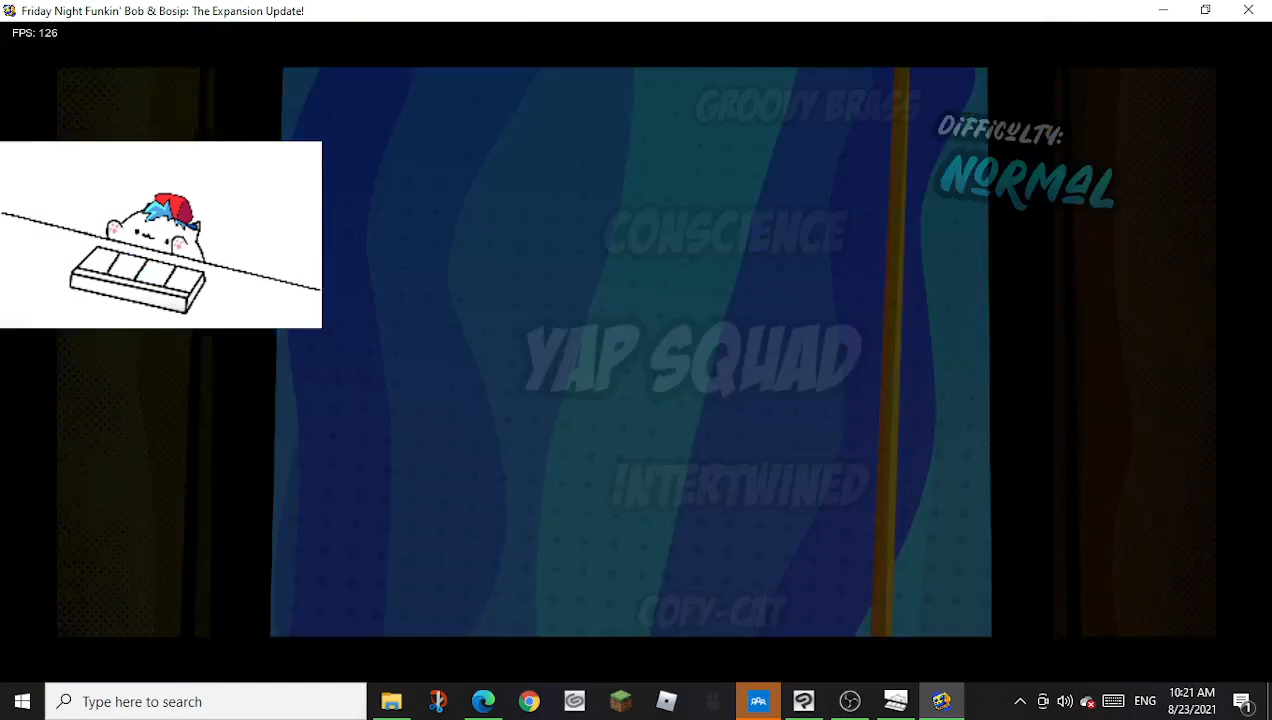 Friday Night Funkin' Bob & Bosip: The Expansion Update!
FPS: 126
GROOVY BRASS
DIFFICULTY:
NORMAL
CONSCIENCE
YAP SQUAD
INTERTWINED
COPY-CAT
Type here to search
ENG
10:21 AM
8/23/2021
1